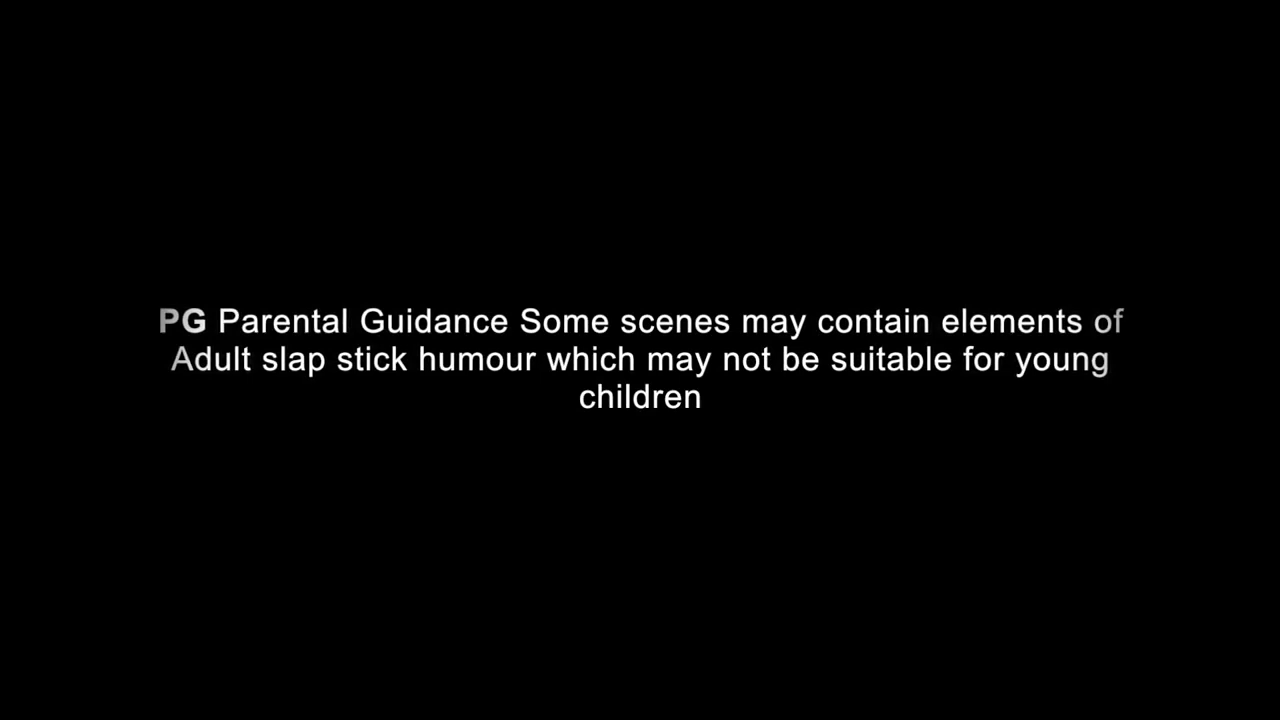 PG Parental Guidance Some scenes may contain elements of
Adult slap stick humour which may not be suitable for young
children